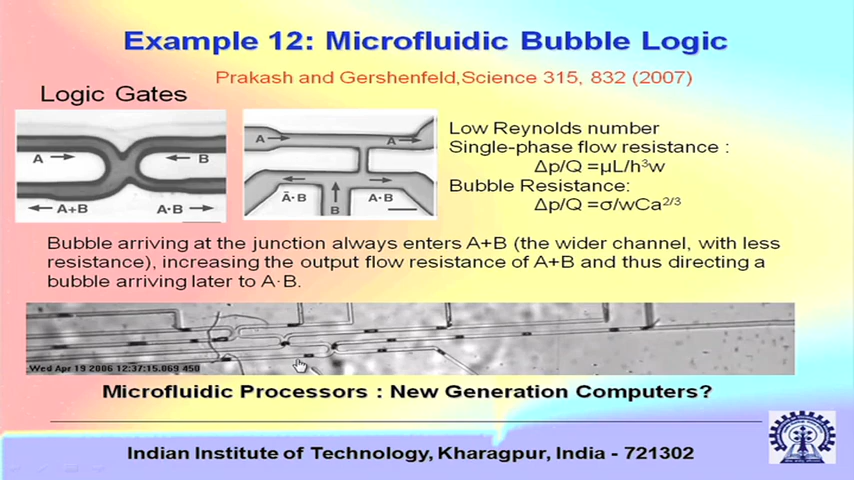 Example 12: Microfluidic Bubble Logic
Prakash and Gershenfeld,Science 315, 832 (2007)
Logic Gates
A
B
A+B
A·B
A
A
Ā·B
B
A·B
Low Reynolds number
Single-phase flow resistance :
Δp/Q =μL/h³w
Bubble Resistance:
Δp/Q =σ/wCa²/³
Bubble arriving at the junction always enters A+B (the wider channel, with less
resistance), increasing the output flow resistance of A+B and thus directing a
bubble arriving later to A·B.
Wed Apr 19 2006 12:37:15.069 450
Microfluidic Processors : New Generation Computers?
Indian Institute of Technology, Kharagpur, India - 721302